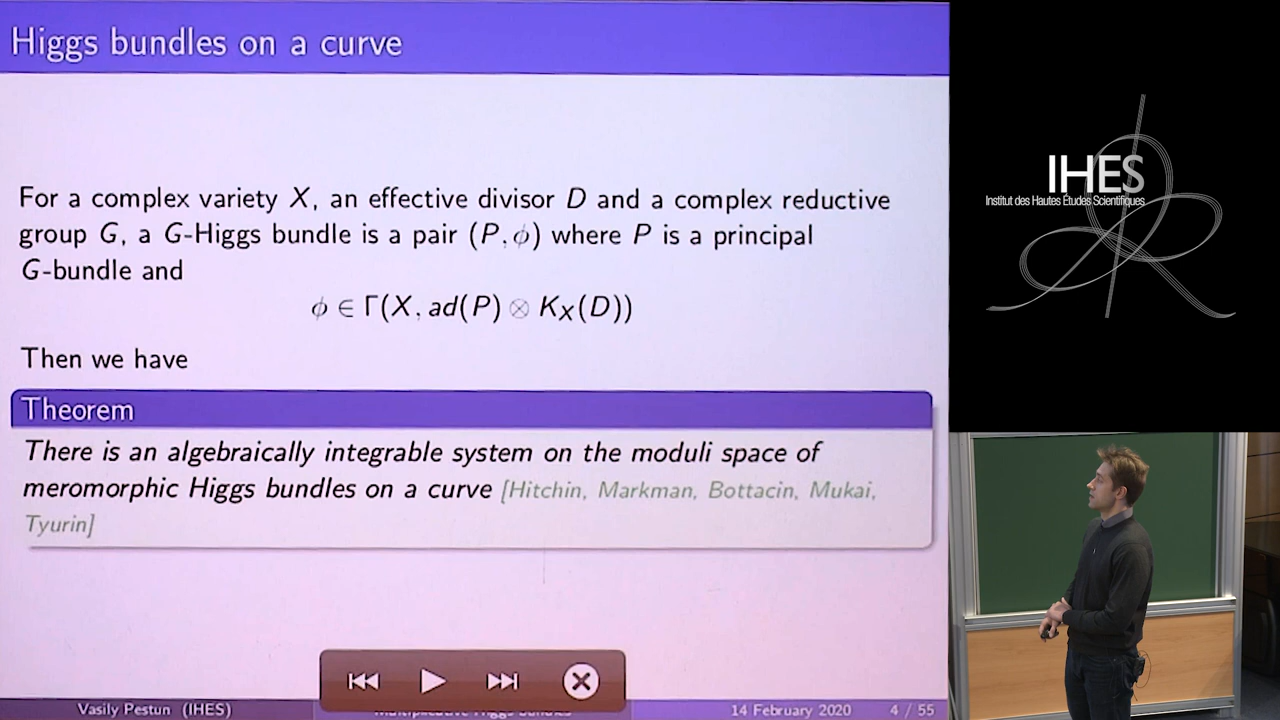 Higgs bundles on a curve
For a complex variety X, an effective divisor D and a complex reductive
group G, a G-Higgs bundle is a pair (P, ϕ) where P is a principal
G-bundle and
ϕ ∈ Γ(X, ad(P) ⊗ K_X(D))
Then we have
Theorem
There is an algebraically integrable system on the moduli space of
meromorphic Higgs bundles on a curve [Hitchin, Markman, Bottacin, Mukai,
Tyurin]
Vasily Pestun (IHES)
Multiplicative Higgs bundles
14 February 2020
4 / 55
IHES
Institut des Hautes Études Scientifiques